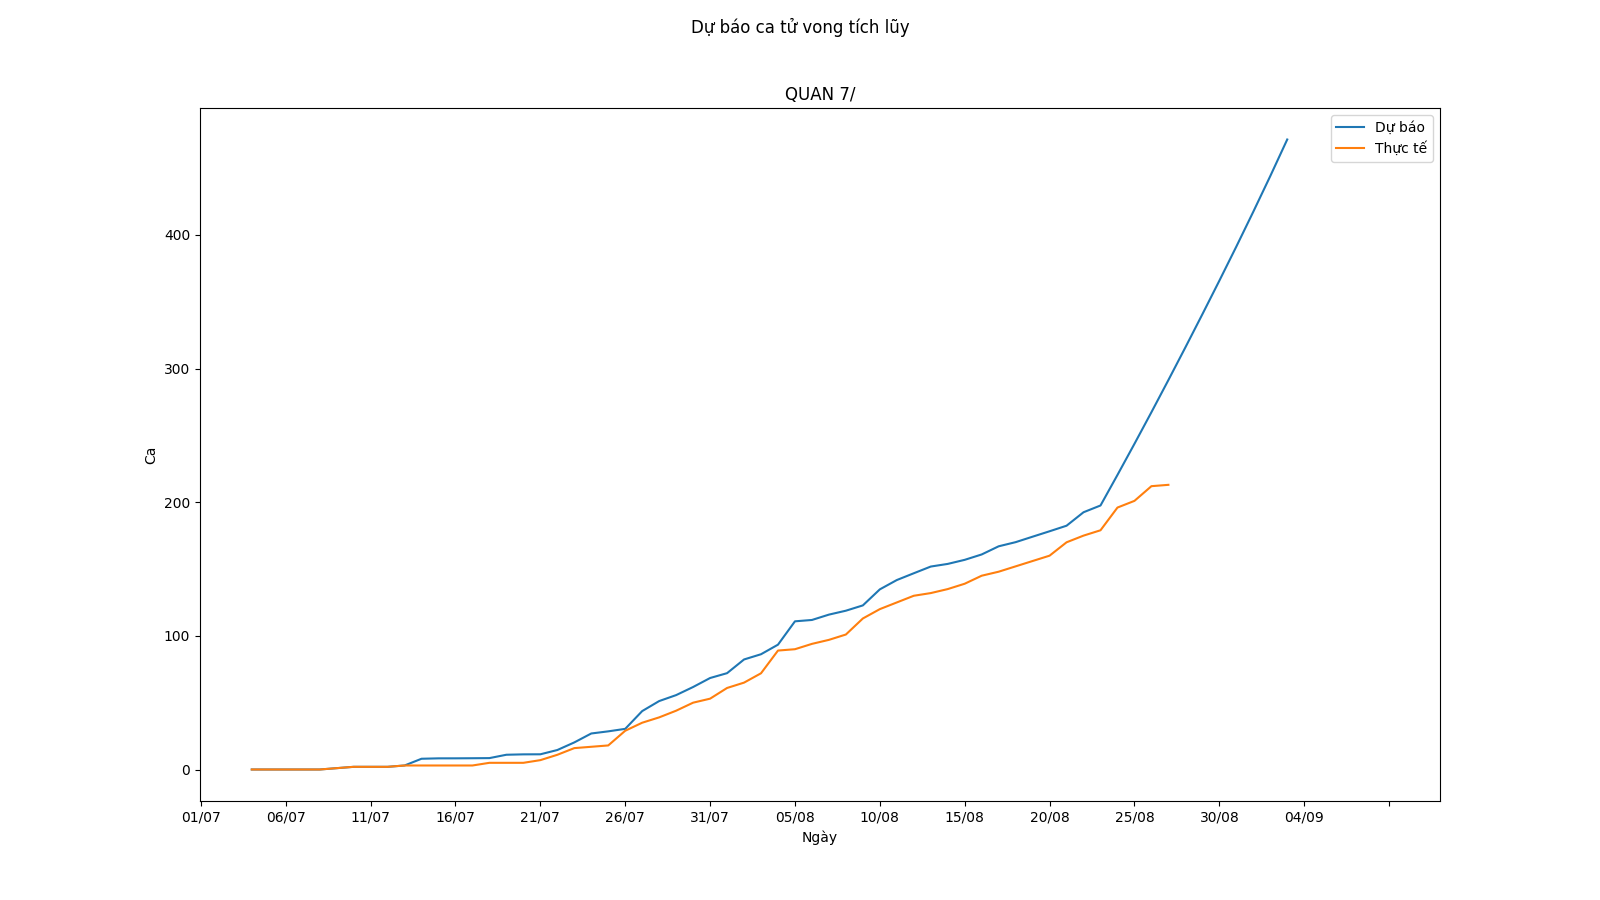 Dự báo ca tử vong tích lũy
QUAN 7/
Dự báo
Thực tế
400
300
200
100
0
Ca
01/07 06/07 11/07 16/07 21/07 26/07 31/07 05/08 10/08 15/08 20/08 25/08 30/08 04/09
Ngày